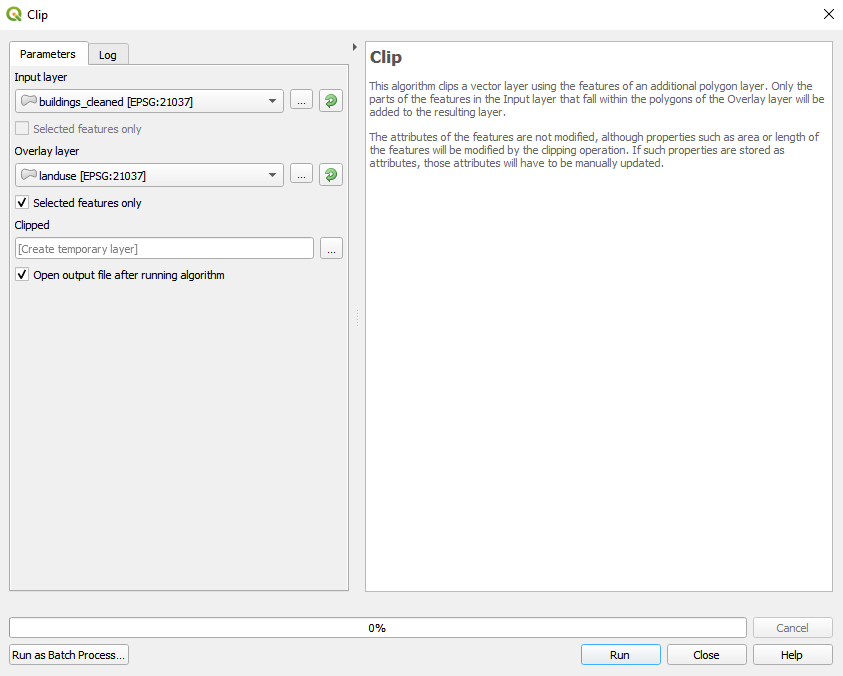 Clip
Parameters
Log
Input layer
buildings_cleaned [EPSG:21037]
...
Selected features only
Overlay layer
landuse [EPSG:21037]
...
Selected features only
Clipped
[Create temporary layer]
...
Open output file after running algorithm
Clip
This algorithm clips a vector layer using the features of an additional polygon layer. Only the
parts of the features in the Input layer that fall within the polygons of the Overlay layer will be
added to the resulting layer.
The attributes of the features are not modified, although properties such as area or length of
the features will be modified by the clipping operation. If such properties are stored as
attributes, those attributes will have to be manually updated.
0%
Cancel
Run as Batch Process...
Run
Close
Help